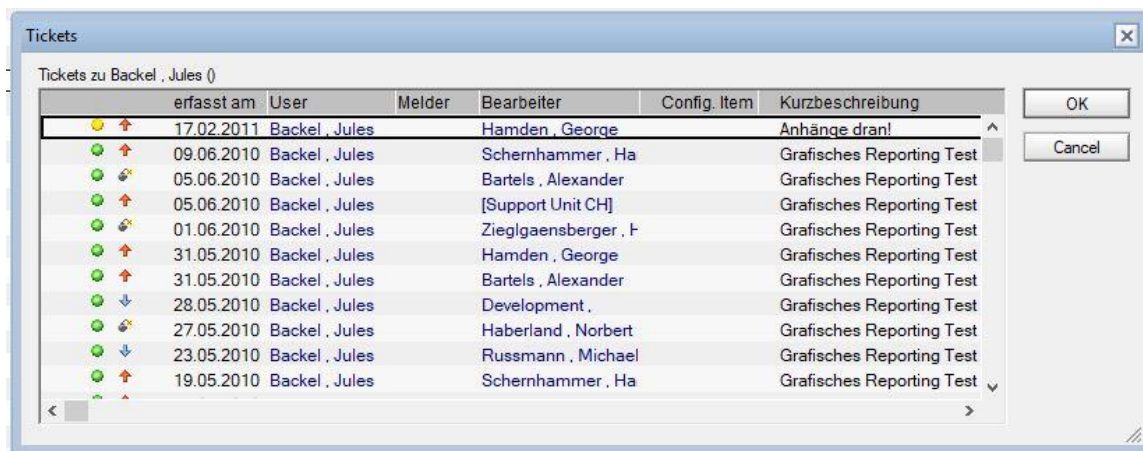 Tickets
Tickets zu Backel , Jules ()
erfasst am User Melder Bearbeiter Config. Item Kurzbeschreibung
17.02.2011 Backel , Jules Hamden , George Anhänge dran!
09.06.2010 Backel , Jules Schernhammer , Ha Grafisches Reporting Test
05.06.2010 Backel , Jules Bartels , Alexander Grafisches Reporting Test
05.06.2010 Backel , Jules [Support Unit CH] Grafisches Reporting Test
01.06.2010 Backel , Jules Zieglgaensberger , H Grafisches Reporting Test
31.05.2010 Backel , Jules Hamden , George Grafisches Reporting Test
31.05.2010 Backel , Jules Bartels , Alexander Grafisches Reporting Test
28.05.2010 Backel , Jules Development , Grafisches Reporting Test
27.05.2010 Backel , Jules Haberland , Norbert Grafisches Reporting Test
23.05.2010 Backel , Jules Russmann , Michael Grafisches Reporting Test
19.05.2010 Backel , Jules Schernhammer , Ha Grafisches Reporting Test
OK
Cancel